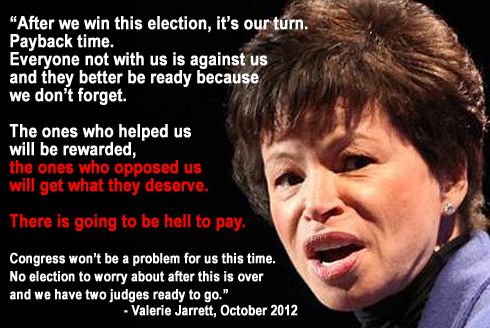 “After we win this election, it’s our turn.
Payback time.
Everyone not with us is against us
and they better be ready because
we don’t forget.
The ones who helped us
will be rewarded,
the ones who opposed us
will get what they deserve.
There is going to be hell to pay.
Congress won’t be a problem for us this time.
No election to worry about after this is over
and we have two judges ready to go.”
- Valerie Jarrett, October 2012